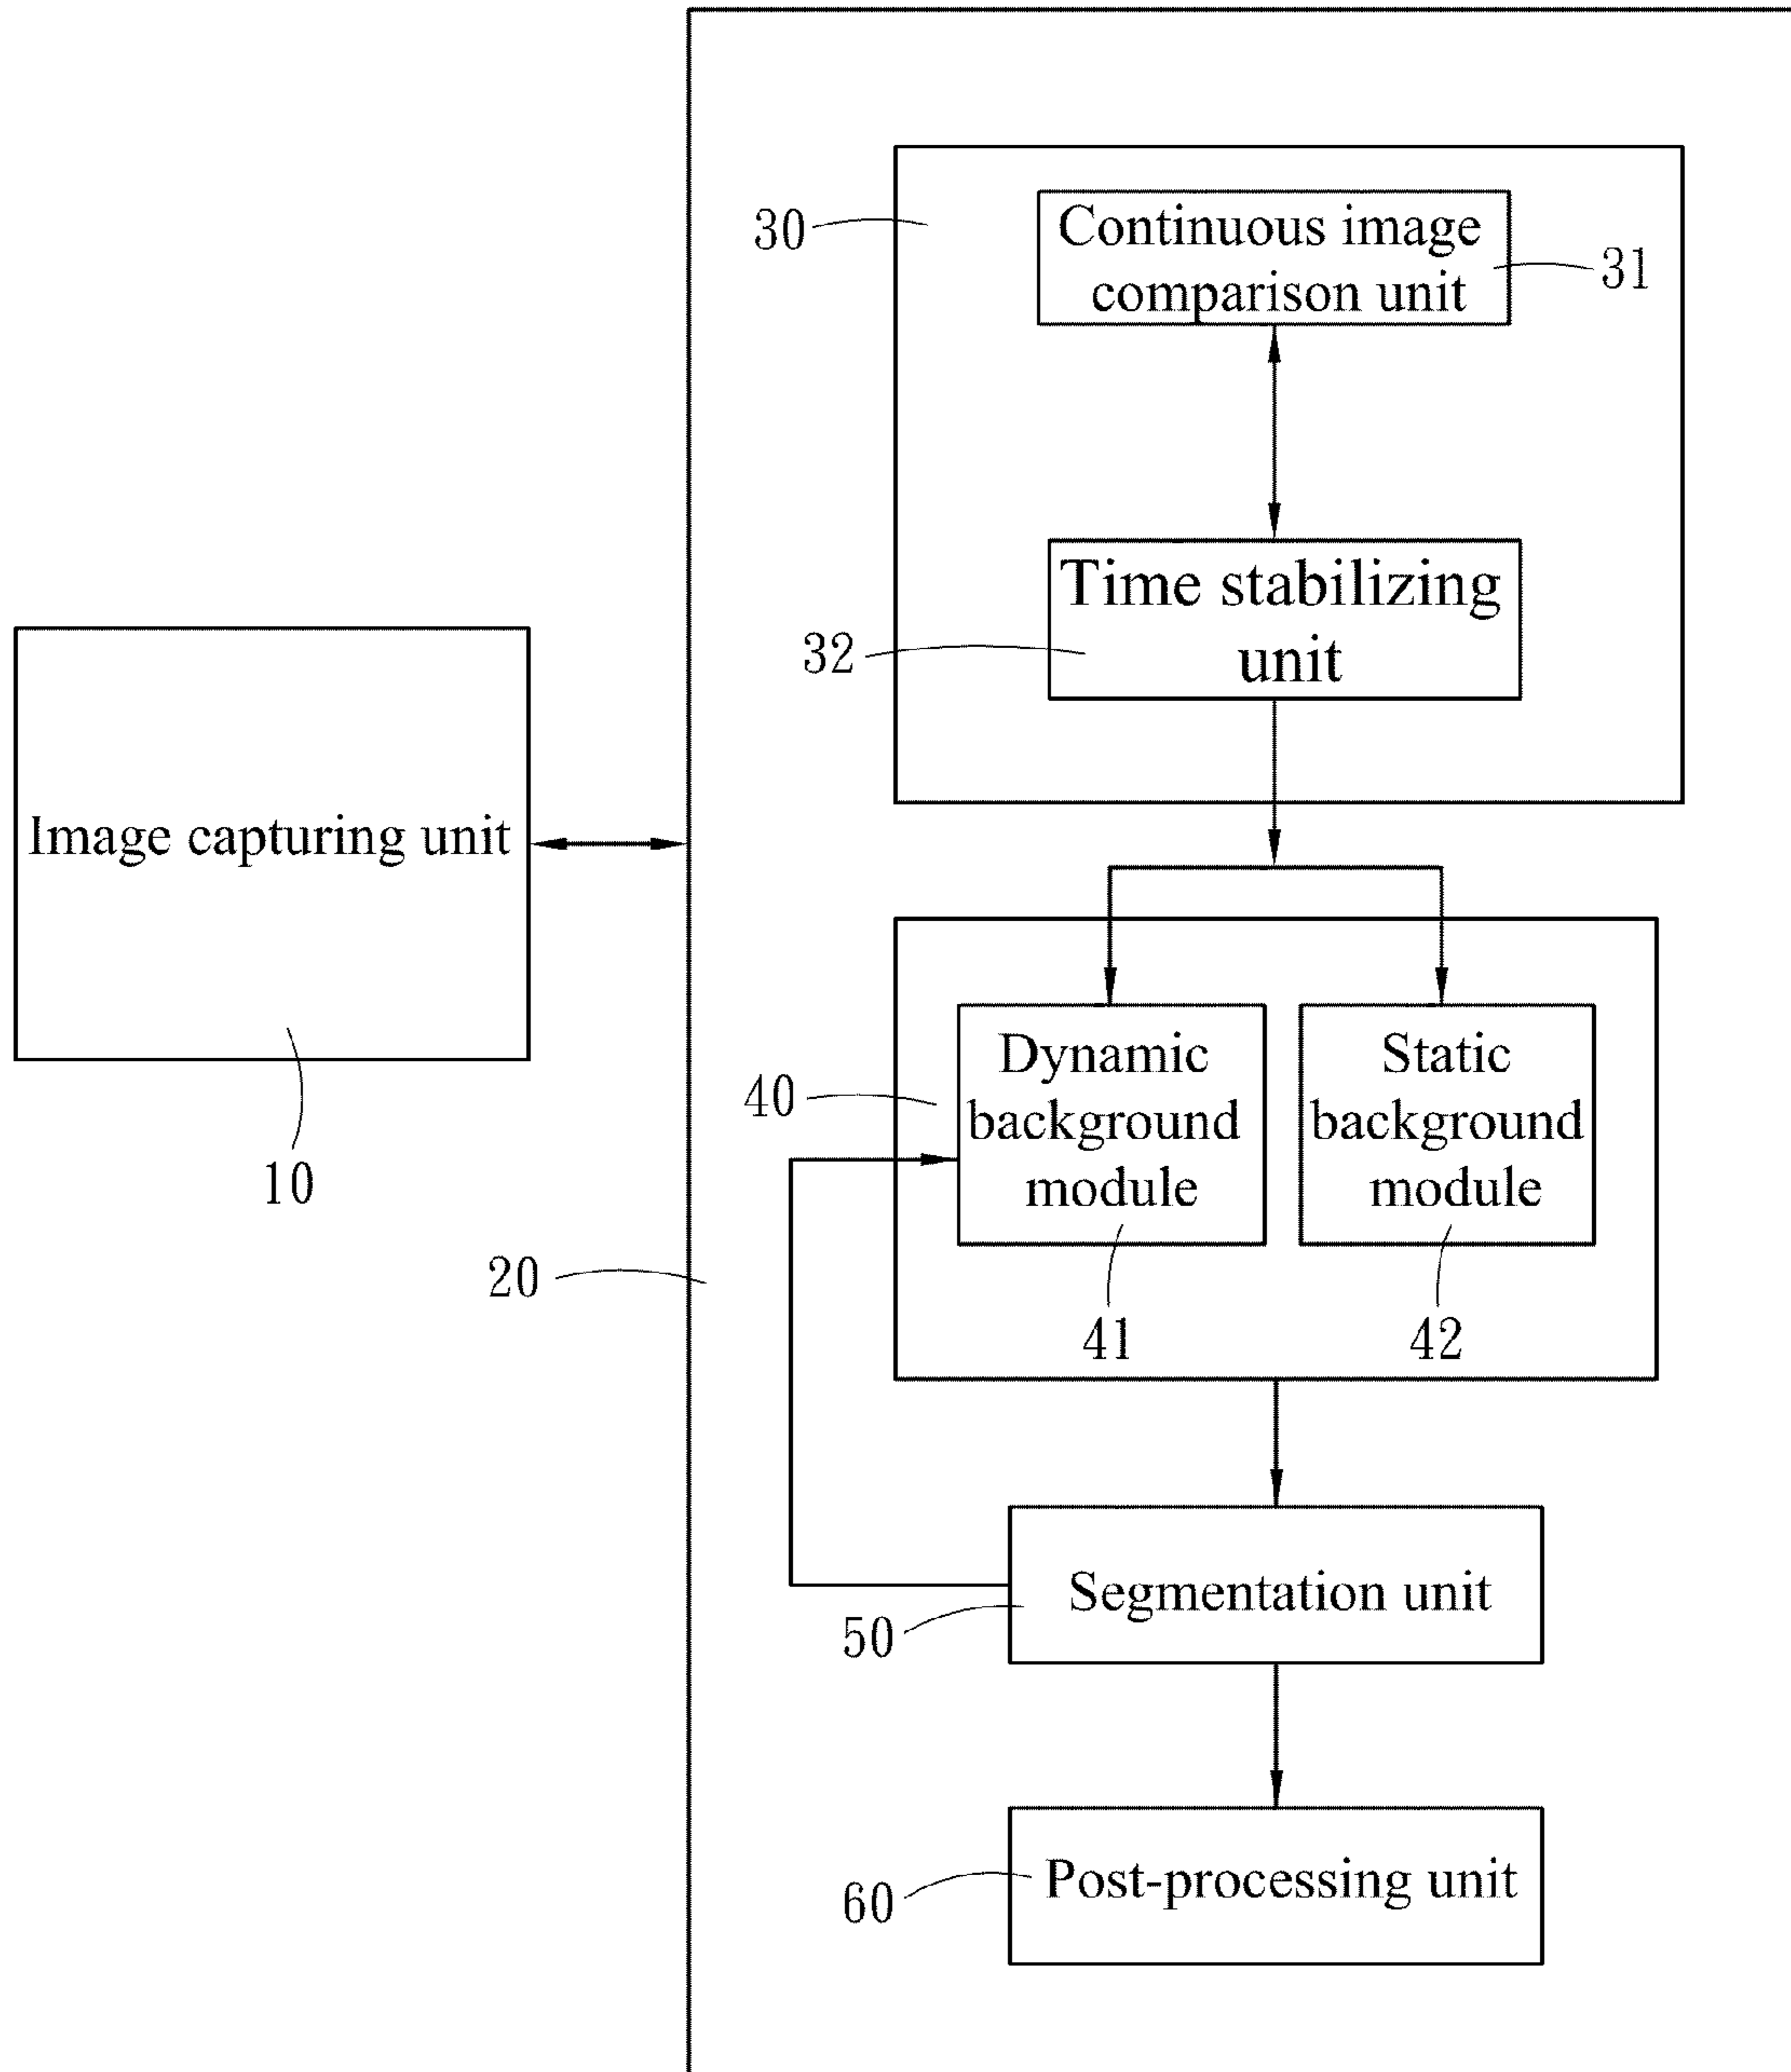 30
Continuous image
comparison unit
31
Time stabilizing
unit
32
Image capturing unit
10
20
40
Dynamic
background
module
41
Static
background
module
42
Segmentation unit
50
Post-processing unit
60